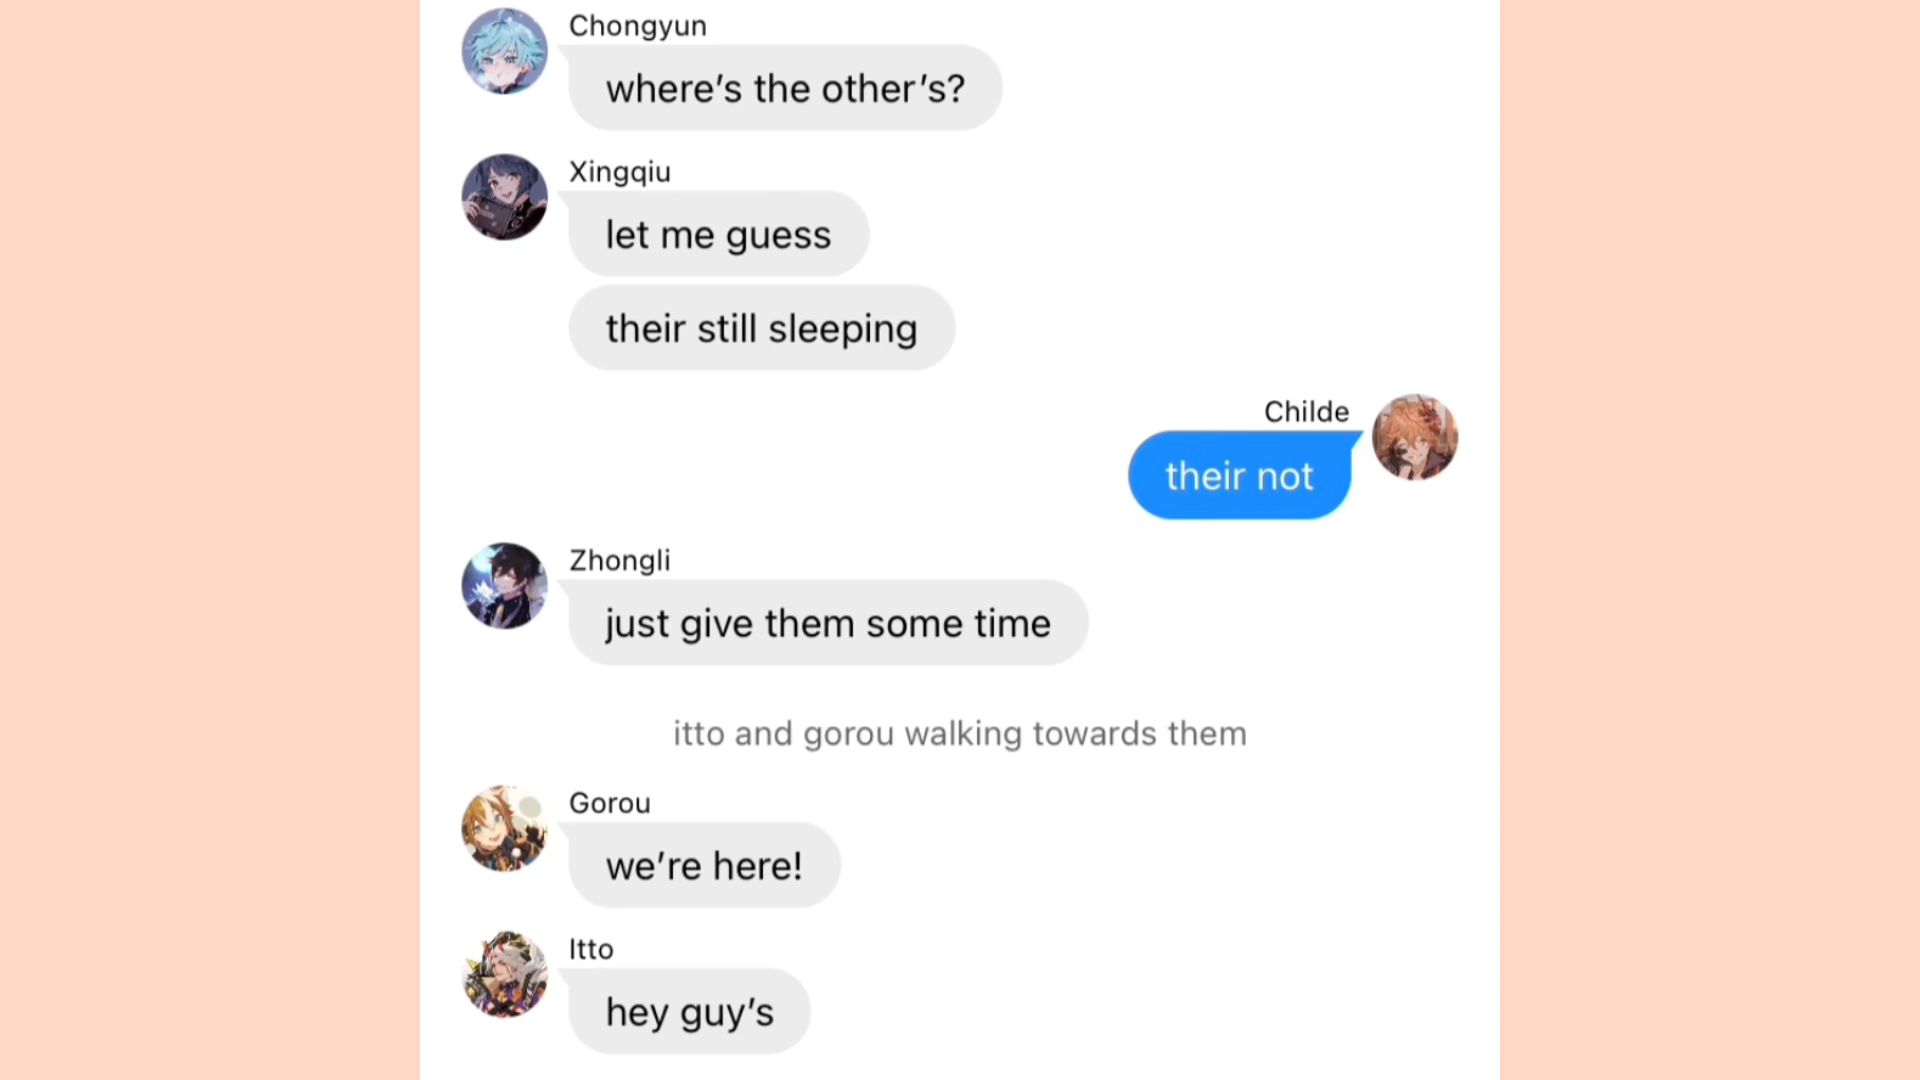 Chongyun
where’s the other’s?
Xingqiu
let me guess
their still sleeping
Childe
their not
Zhongli
just give them some time
itto and gorou walking towards them
Gorou
we’re here!
Itto
hey guy’s